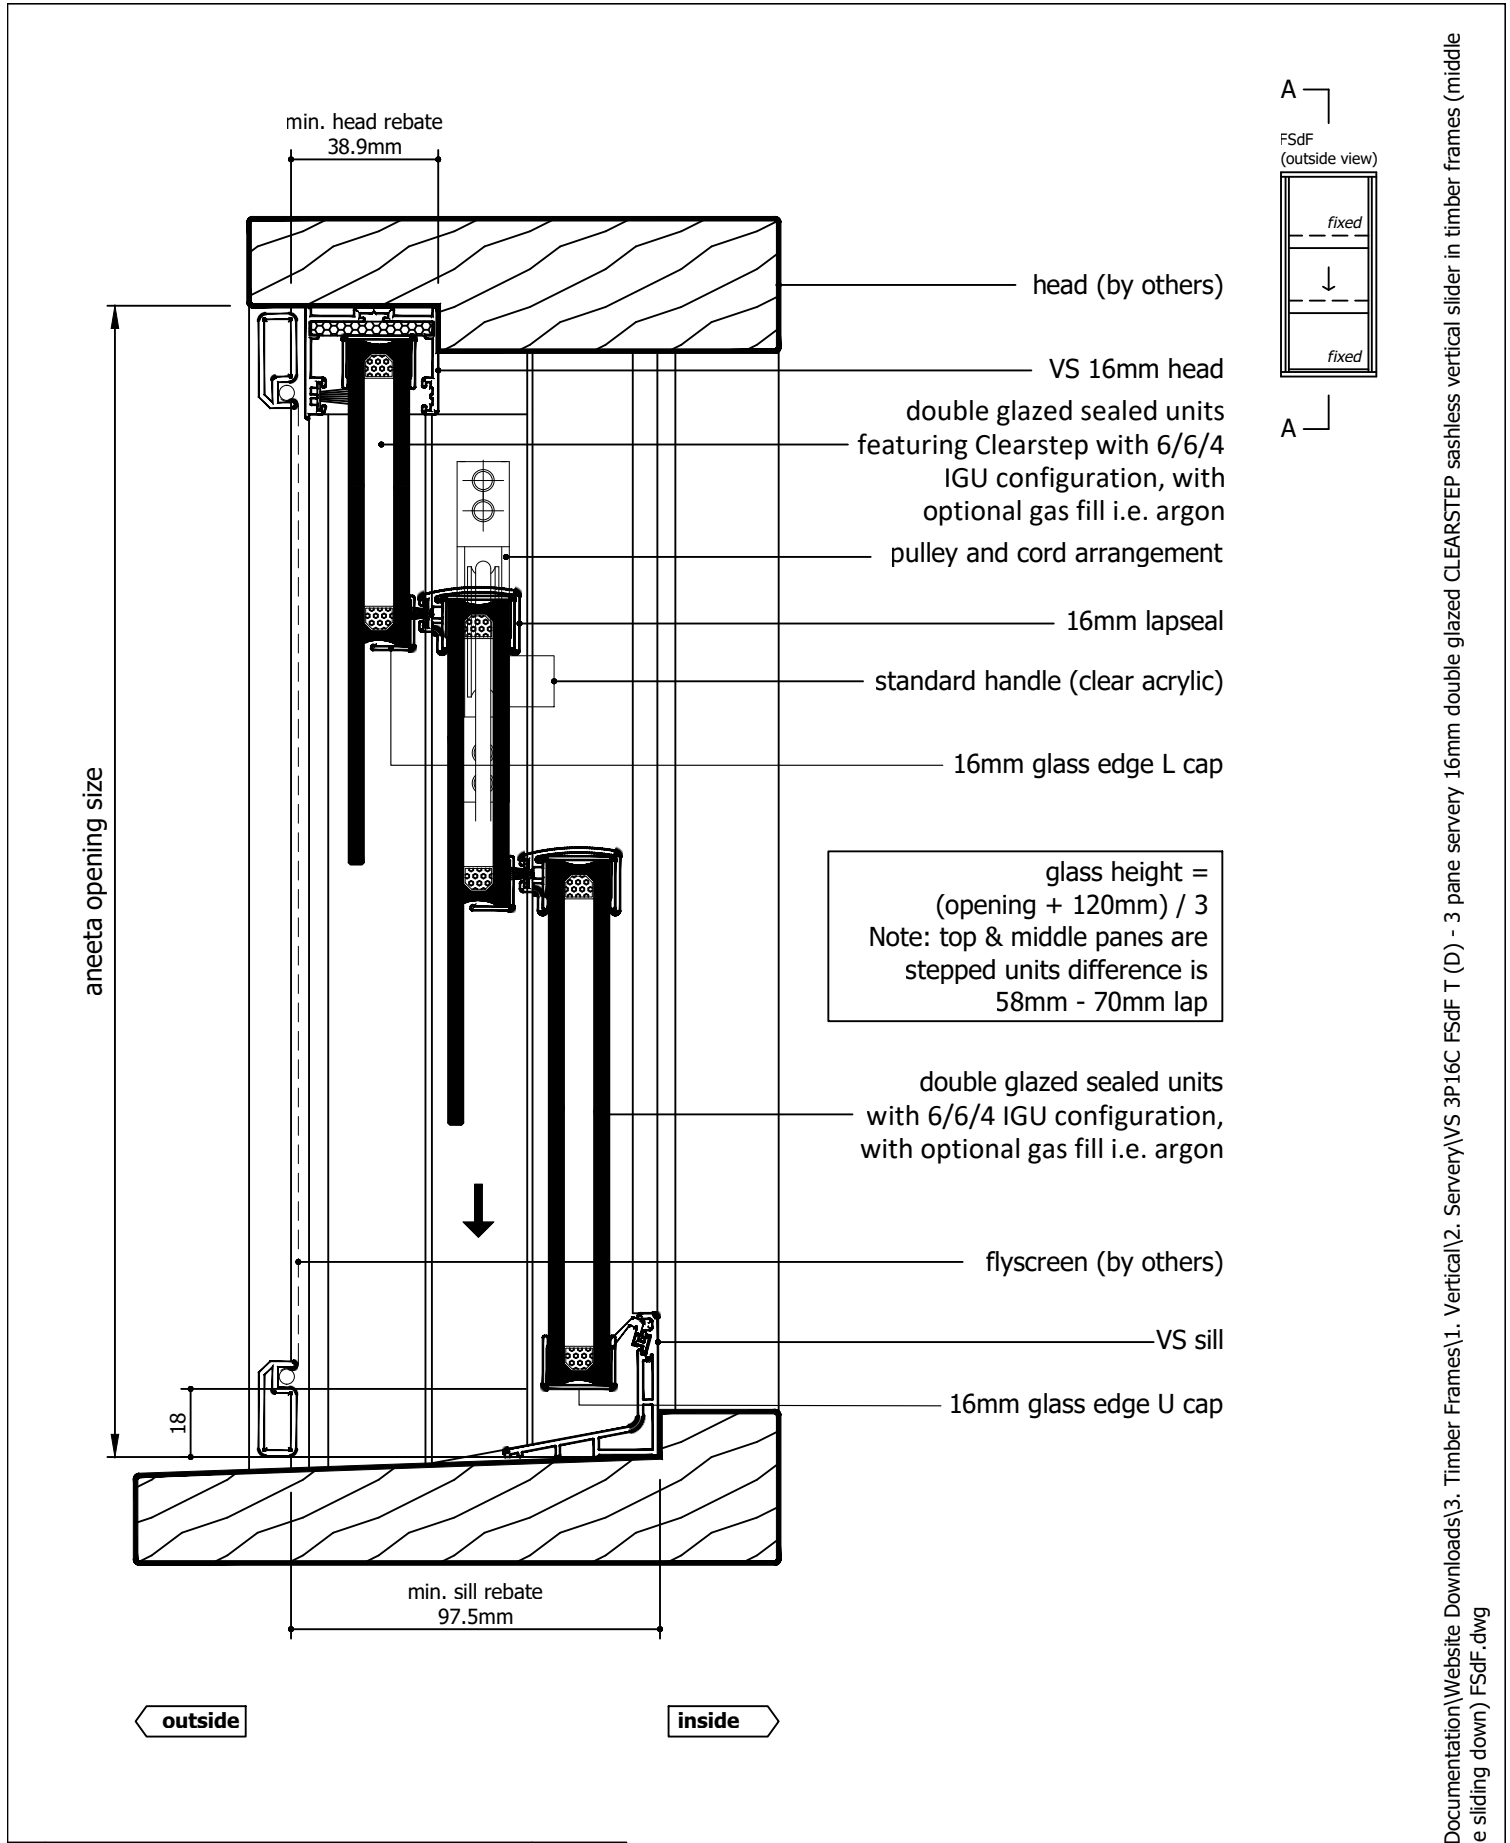 min. head rebate
38.9mm
A
FSdF
(outside view)
fixed
fixed
A
head (by others)
VS 16mm head
double glazed sealed units
featuring Clearstep with 6/6/4
IGU configuration, with
optional gas fill i.e. argon
pulley and cord arrangement
16mm lapseal
standard handle (clear acrylic)
16mm glass edge L cap
aneeta opening size
glass height =
(opening + 120mm) / 3
Note: top & middle panes are
stepped units difference is
58mm - 70mm lap
double glazed sealed units
with 6/6/4 IGU configuration,
with optional gas fill i.e. argon
flyscreen (by others)
VS sill
16mm glass edge U cap
18
min. sill rebate
97.5mm
outside
inside
Documentation\Website Downloads\3. Timber Frames\1. Vertical\2. Servery\VS 3P16C FSdF T (D) - 3 pane servery 16mm double glazed CLEARSTEP sashless vertical slider in timber frames (middle
e sliding down) FSdF.dwg